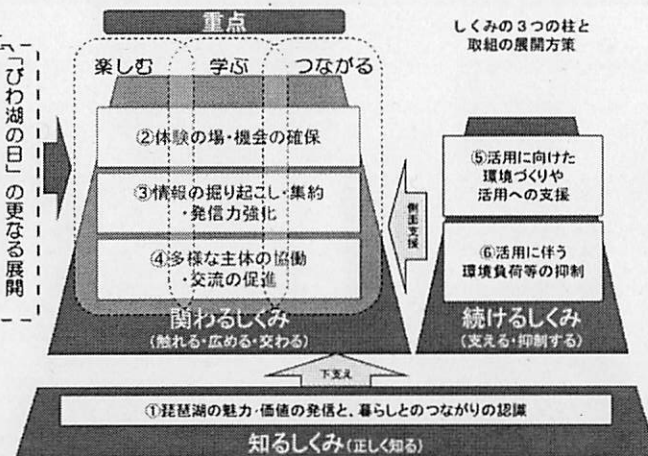 重点
しくみの3つの柱と
取組の展開方策
楽しむ 学ぶ つながる
「びわ湖の日」の更なる展開
②体験の場・機会の確保
③情報の掘り起こし・集約
・発信力強化
④多様な主体の協働
・交流の促進
関わるしくみ
(触れる・広める・交わる)
側面支援
⑤活用に向けた
環境づくりや
活用への支援
⑥活用に伴う
環境負荷等の抑制
続けるしくみ
(支える・抑制する)
下支え
①琵琶湖の魅力・価値の発信と、暮らしとのつながりの認識
知るしくみ(正しく知る)